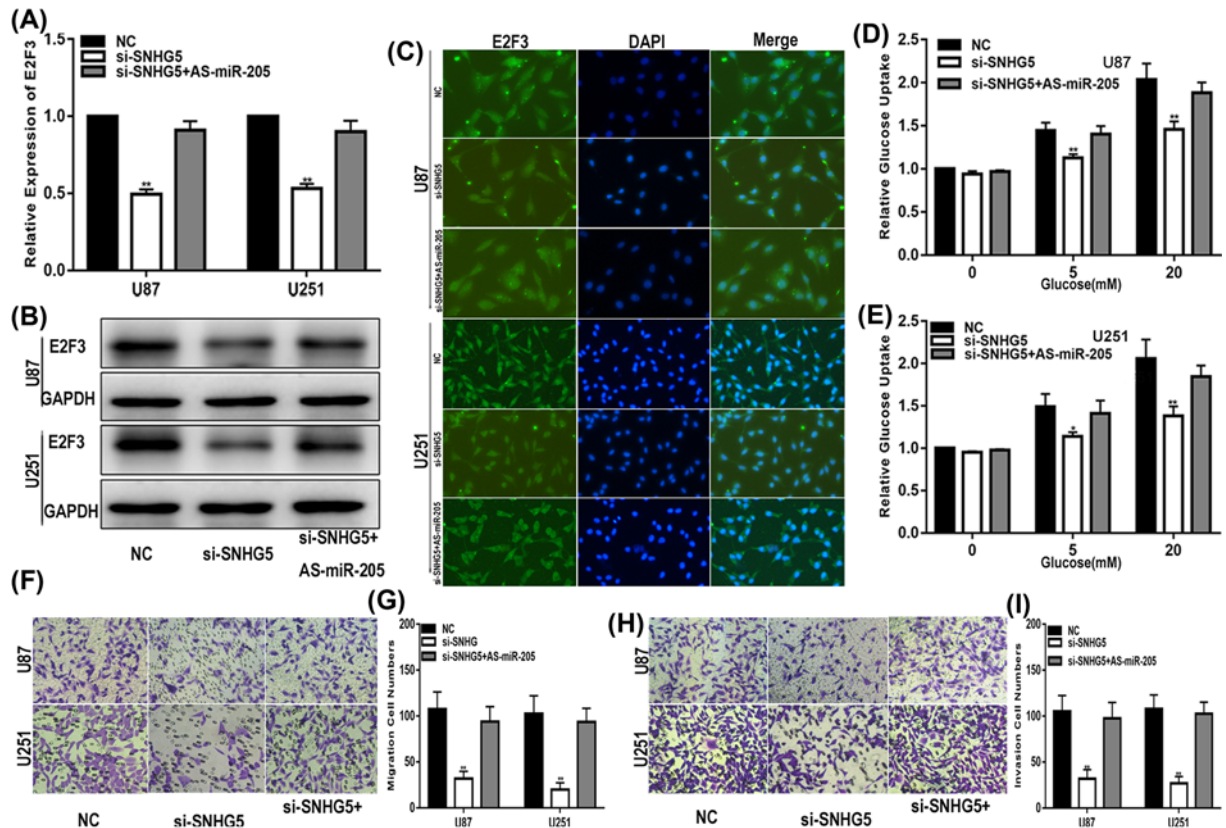 (A)
NC
si-SNHG5
si-SNHG5+AS-miR-205
Relative Expression of E2F3
1.5
1.0
0.5
0.0
U87
U251
(B)
U87
E2F3
GAPDH
U251
E2F3
GAPDH
NC
si-SNHG5
si-SNHG5+
AS-miR-205
(C)
E2F3
DAPI
Merge
U87
NC
si-SNHG5
si-SNHG5+AS-miR-205
U251
NC
si-SNHG5
si-SNHG5+AS-miR-205
(D)
NC
si-SNHG5
si-SNHG5+AS-miR-205
U87
Relative Glucose Uptake
2.5
2.0
1.5
1.0
0.5
0.0
**
**
0
5
20
Glucose(mM)
(E)
NC
si-SNHG5
si-SNHG5+AS-miR-205
U251
Relative Glucose Uptake
2.5
2.0
1.5
1.0
0.5
0.0
*
**
0
5
20
Glucose(mM)
(F)
U87
U251
NC
si-SNHG5
si-SNHG5+
(G)
NC
si-SNHG
si-SNHG5+AS-miR-205
Migration Cell Numbers
200
150
100
50
0
**
**
U87
U251
(H)
U87
U251
NC
si-SNHG5
si-SNHG5+
(I)
NC
si-SNHG5
si-SNHG5+AS-miR-205
Invasion Cell Numbers
200
150
100
50
0
**
**
U87
U251